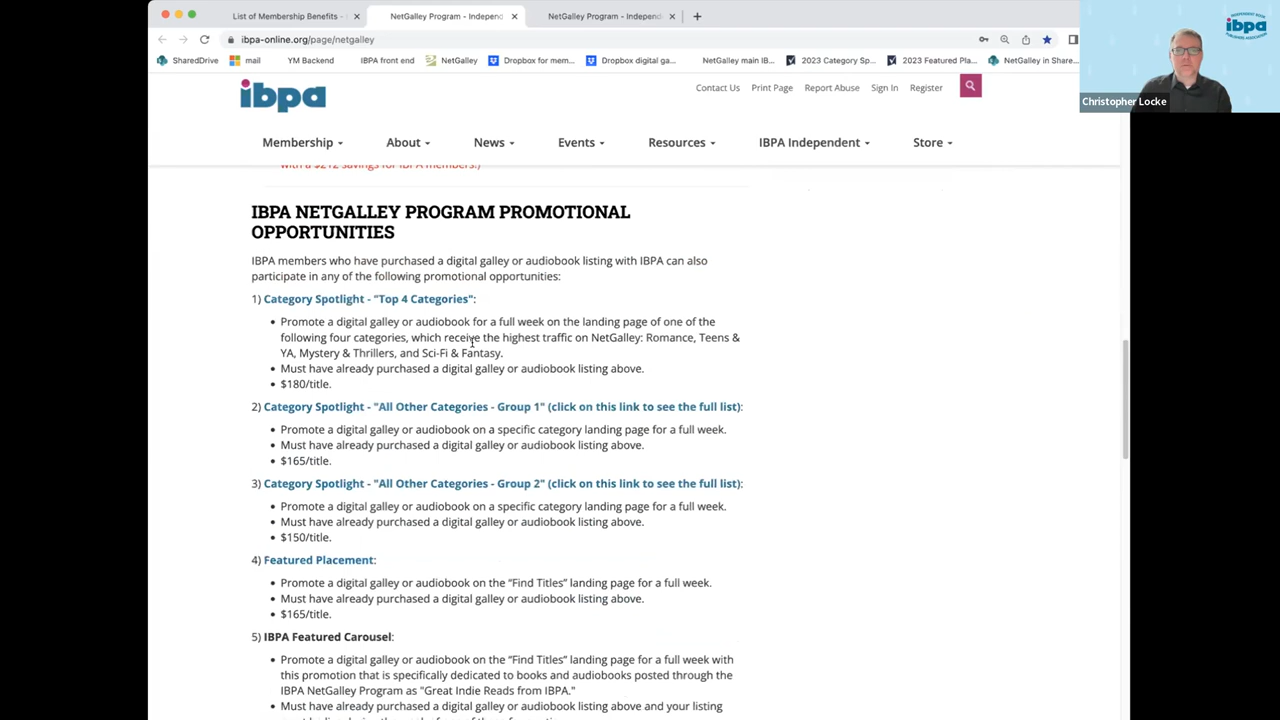 List of Membership Benefits -
NetGalley Program - Independ
NetGalley Program - Independ
ibpa-online.org/page/netgalley
SharedDrive
mail
YM Backend
IBPA front end
NetGalley
Dropbox for mem...
Dropbox digital ga...
NetGalley main IB...
2023 Category Sp...
2023 Featured Pla...
NetGalley in Share...
INDEPENDENT BOOK
ibpa
PUBLISHERS ASSOCIATION
Christopher Locke
ibpa
Contact Us
Print Page
Report Abuse
Sign In
Register
Membership
About
News
Events
Resources
IBPA Independent
Store
with a $212 savings for IBPA members.)
IBPA NETGALLEY PROGRAM PROMOTIONAL
OPPORTUNITIES
IBPA members who have purchased a digital galley or audiobook listing with IBPA can also
participate in any of the following promotional opportunities:
1) Category Spotlight - "Top 4 Categories":
• Promote a digital galley or audiobook for a full week on the landing page of one of the
following four categories, which receive the highest traffic on NetGalley: Romance, Teens &
YA, Mystery & Thrillers, and Sci-Fi & Fantasy.
• Must have already purchased a digital galley or audiobook listing above.
• $180/title.
2) Category Spotlight - "All Other Categories - Group 1" (click on this link to see the full list):
• Promote a digital galley or audiobook on a specific category landing page for a full week.
• Must have already purchased a digital galley or audiobook listing above.
• $165/title.
3) Category Spotlight - "All Other Categories - Group 2" (click on this link to see the full list):
• Promote a digital galley or audiobook on a specific category landing page for a full week.
• Must have already purchased a digital galley or audiobook listing above.
• $150/title.
4) Featured Placement:
• Promote a digital galley or audiobook on the “Find Titles” landing page for a full week.
• Must have already purchased a digital galley or audiobook listing above.
• $165/title.
5) IBPA Featured Carousel:
• Promote a digital galley or audiobook on the “Find Titles” landing page for a full week with
this promotion that is specifically dedicated to books and audiobooks posted through the
IBPA NetGalley Program as "Great Indie Reads from IBPA."
• Must have already purchased a digital galley or audiobook listing above and your listing